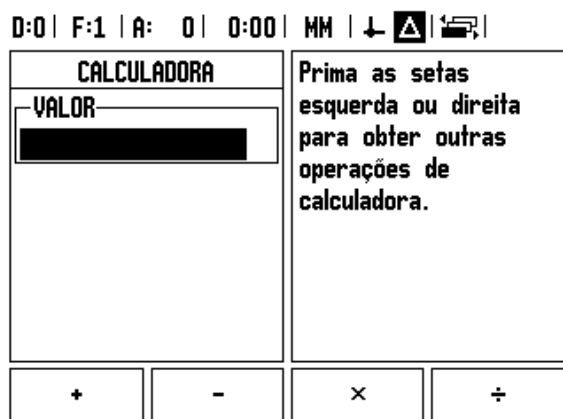 D:0 | F:1 | A: 0 | 0:00 | MM | Δ
CALCULADORA
VALOR
Prima as setas
esquerda ou direita
para obter outras
operações de
calculadora.
+ - × ÷